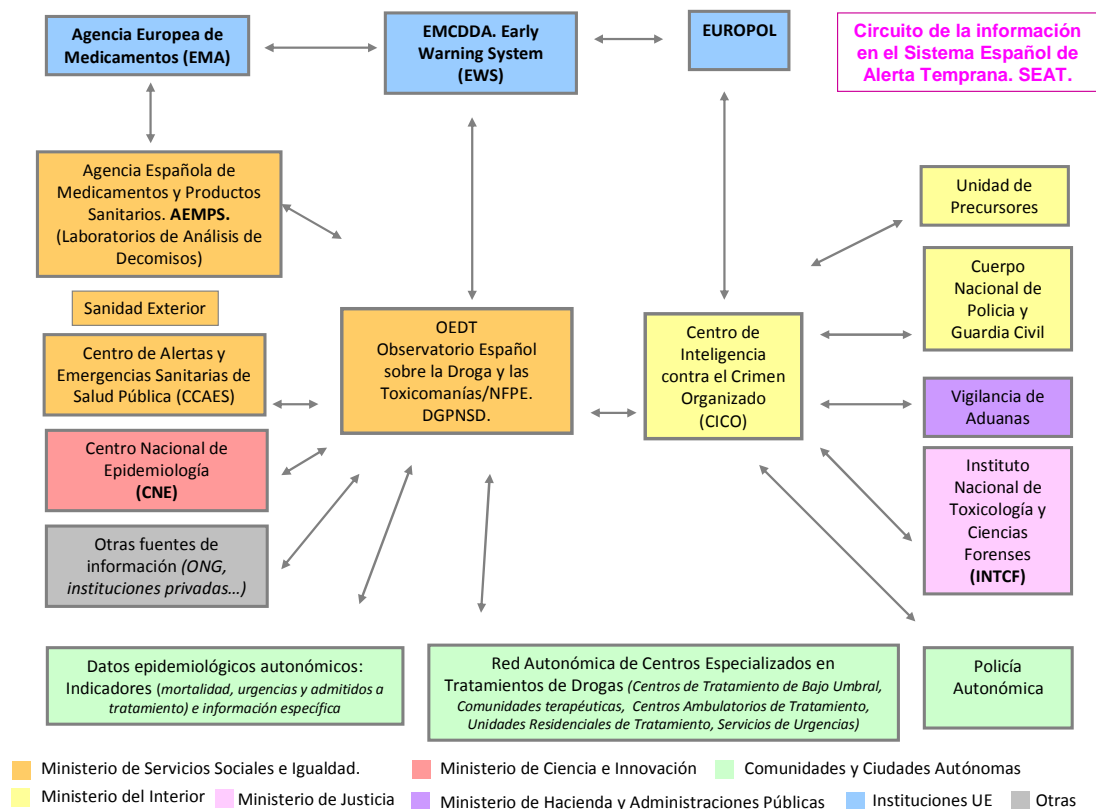 Agencia Europea de
Medicamentos (EMA)
EMCDDA. Early
Warning System
(EWS)
EUROPOL
Circuito de la información
en el Sistema Español de
Alerta Temprana. SEAT.
Agencia Española de
Medicamentos y Productos
Sanitarios. AEMPS.
(Laboratorios de Análisis de
Decomisos)
Unidad de
Precursores
Cuerpo
Nacional de
Policia y
Guardia Civil
Sanidad Exterior
Centro de Alertas y
Emergencias Sanitarias de
Salud Pública (CCAES)
OEDT
Observatorio Español
sobre la Droga y las
Toxicomanías/NFPE.
DGPNSD.
Centro de
Inteligencia
contra el Crimen
Organizado
(CICO)
Vigilancia de
Aduanas
Centro Nacional de
Epidemiología
(CNE)
Instituto
Nacional de
Toxicología y
Ciencias
Forenses
(INTCF)
Otras fuentes de
información (ONG,
instituciones privadas…)
Datos epidemiológicos autonómicos:
Indicadores (mortalidad, urgencias y admitidos a
tratamiento) e información específica
Red Autonómica de Centros Especializados en
Tratamientos de Drogas (Centros de Tratamiento de Bajo Umbral,
Comunidades terapéuticas, Centros Ambulatorios de Tratamiento,
Unidades Residenciales de Tratamiento, Servicios de Urgencias)
Policía
Autonómica
Ministerio de Servicios Sociales e Igualdad.
Ministerio de Ciencia e Innovación
Comunidades y Ciudades Autónomas
Ministerio del Interior
Ministerio de Justicia
Ministerio de Hacienda y Administraciones Públicas
Instituciones UE
Otras